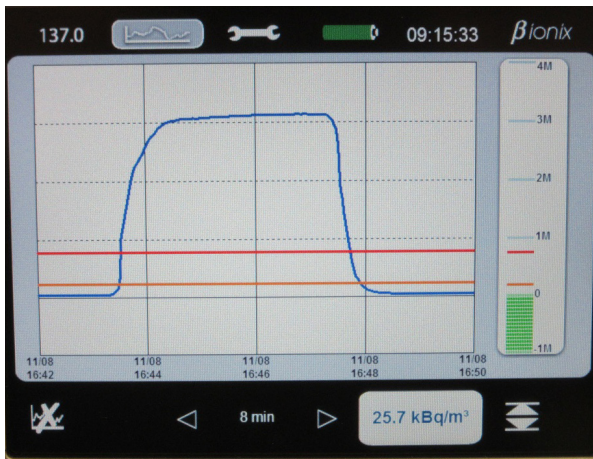 137.0
09:15:33
βionix
4M
3M
2M
1M
0
-1M
11/08 11/08 11/08 11/08 11/08
16:42 16:44 16:46 16:48 16:50
8 min
25.7 kBq/m³